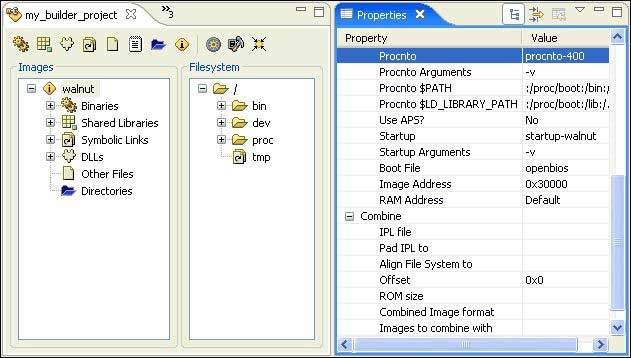 my_builder_project
3
Images
walnut
Binaries
Shared Libraries
Symbolic Links
DLLs
Other Files
Directories
Filesystem
/
bin
dev
proc
tmp
Properties
Property Value
Procnto procnto-400
Procnto Arguments -v
Procnto $PATH :/proc/boot:/bin:/
Procnto $LD_LIBRARY_PATH :/proc/boot:/lib:/
Use APS? No
Startup startup-walnut
Startup Arguments -v
Boot File openbios
Image Address 0x30000
RAM Address Default
Combine
IPL file
Pad IPL to
Align File System to
Offset 0x0
ROM size
Combined Image format
Images to combine with